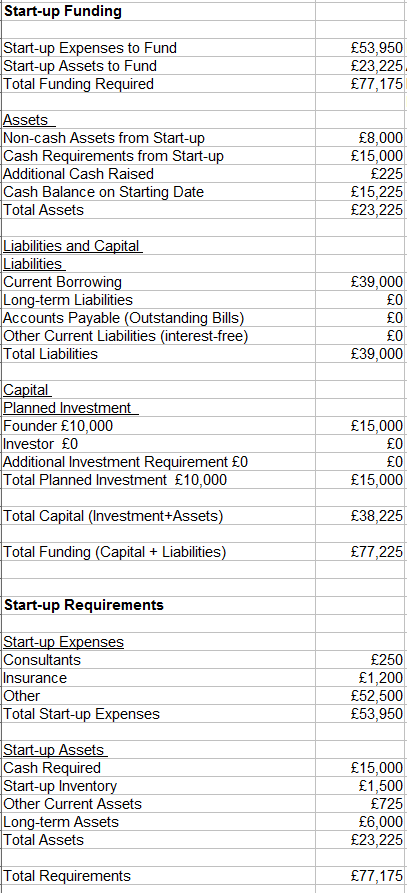 Start-up Funding
Start-up Expenses to Fund £53,950
Start-up Assets to Fund £23,225
Total Funding Required £77,175
Assets
Non-cash Assets from Start-up £8,000
Cash Requirements from Start-up £15,000
Additional Cash Raised £225
Cash Balance on Starting Date £15,225
Total Assets £23,225
Liabilities and Capital
Liabilities
Current Borrowing £39,000
Long-term Liabilities £0
Accounts Payable (Outstanding Bills) £0
Other Current Liabilities (interest-free) £0
Total Liabilities £39,000
Capital
Planned Investment
Founder £10,000 £15,000
Investor £0 £0
Additional Investment Requirement £0 £0
Total Planned Investment £10,000 £15,000
Total Capital (Investment+Assets) £38,225
Total Funding (Capital + Liabilities) £77,225
Start-up Requirements
Start-up Expenses
Consultants £250
Insurance £1,200
Other £52,500
Total Start-up Expenses £53,950
Start-up Assets
Cash Required £15,000
Start-up Inventory £1,500
Other Current Assets £725
Long-term Assets £6,000
Total Assets £23,225
Total Requirements £77,175